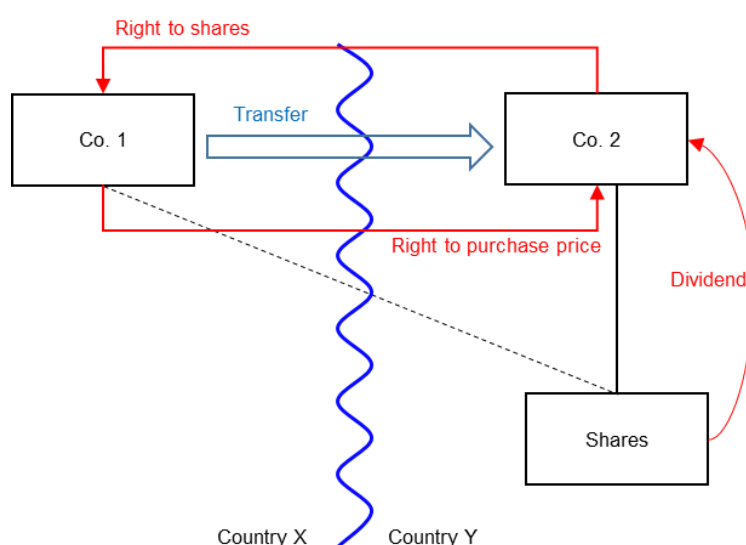 Right to shares
Transfer
Co. 1
Co. 2
Right to purchase price
Dividend
Shares
Country X
Country Y